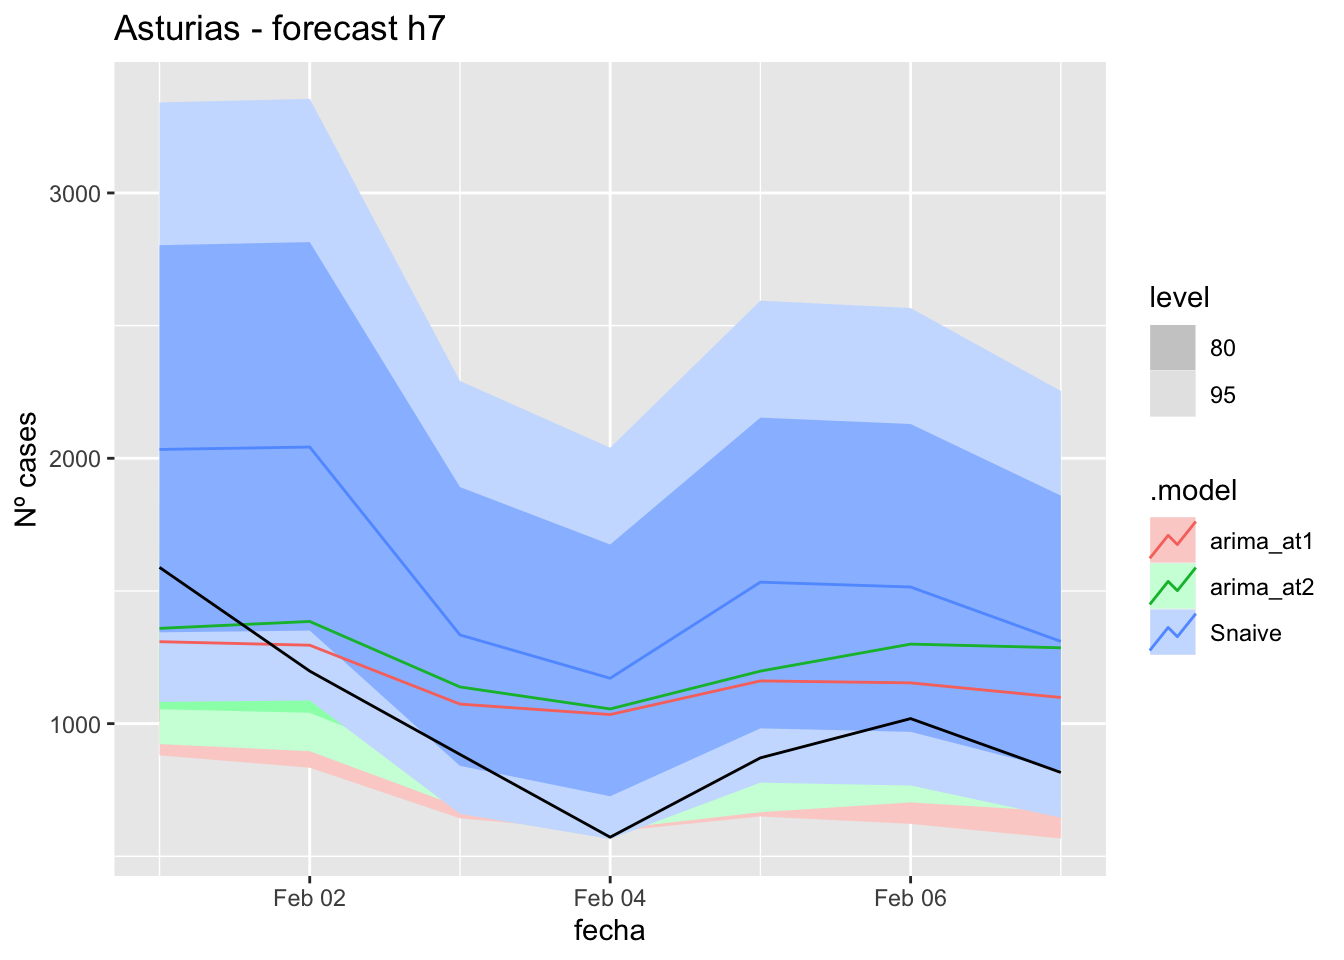 Asturias - forecast h7
Nº cases
3000
2000
1000
Feb 02
Feb 04
Feb 06
fecha
level
80
95
.model
arima_at1
arima_at2
Snaive